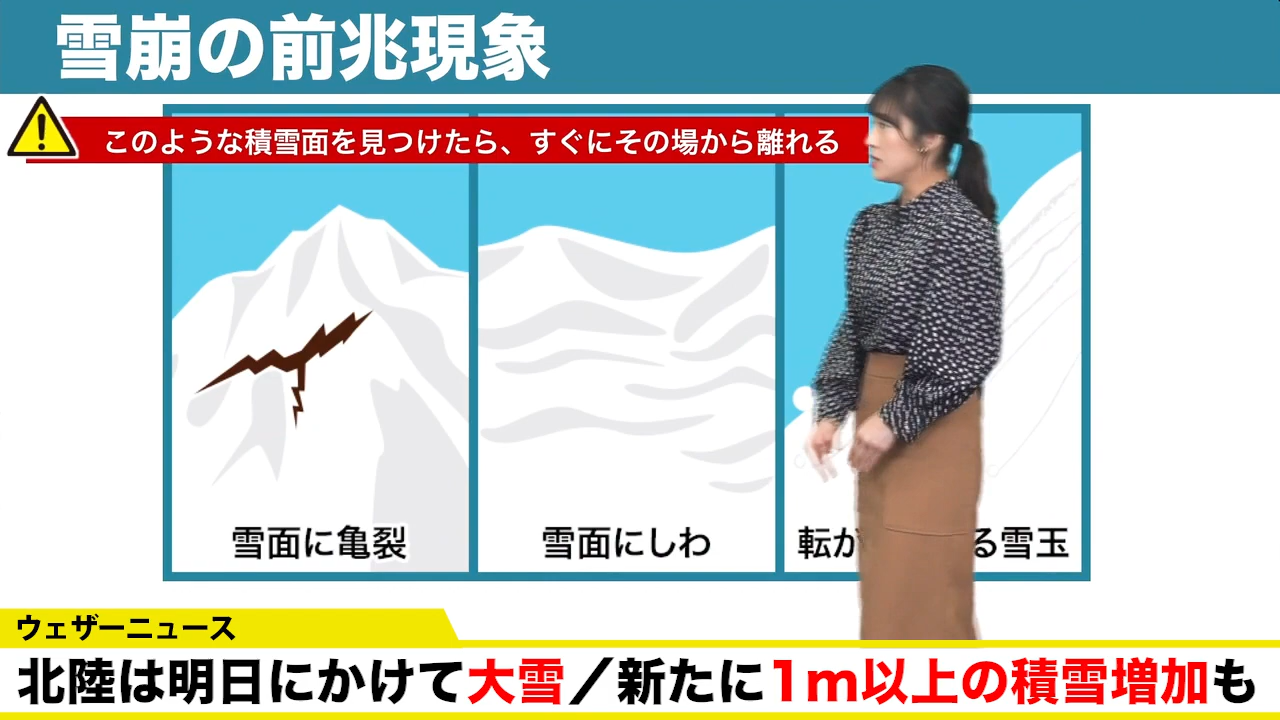 雪崩の前兆現象
このような積雪面を見つけたら、すぐにその場から離れる
雪面に亀裂
雪面にしわ
転が る雪玉
ウェザーニュース
北陸は明日にかけて大雪／新たに1m以上の積雪増加も